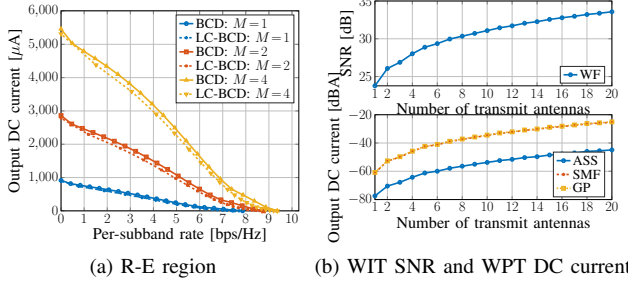 Output DC current [μA]
6,000
5,000
4,000
3,000
2,000
1,000
0
BCD: M = 1
LC-BCD: M = 1
BCD: M = 2
LC-BCD: M = 2
BCD: M = 4
LC-BCD: M = 4
0 1 2 3 4 5 6 7 8 9 10
Per-subband rate [bps/Hz]
(a) R-E region
SNR [dB]
35
30
25
WF
1 2 4 6 8 10 12 14 16 18 20
Number of transmit antennas
Output DC current [dBA]
−20
−40
−60
−80
ASS
SMF
GP
1 2 4 6 8 10 12 14 16 18 20
Number of transmit antennas
(b) WIT SNR and WPT DC current